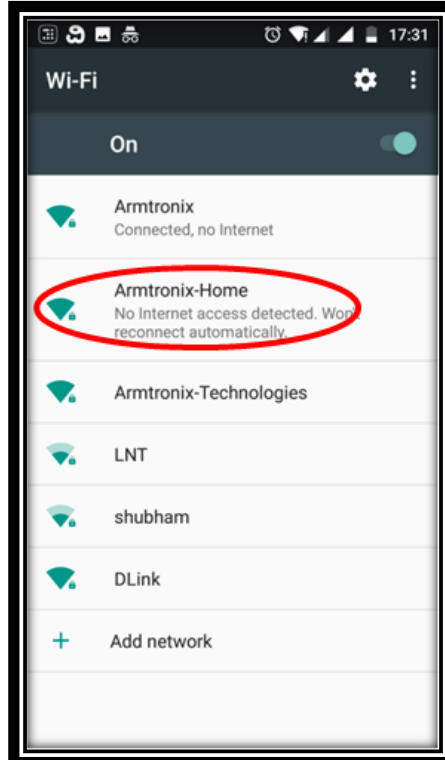 17:31
Wi-Fi
On
Armtronix
Connected, no Internet
Armtronix-Home
No Internet access detected. Won't
reconnect automatically.
Armtronix-Technologies
LNT
shubham
DLink
Add network